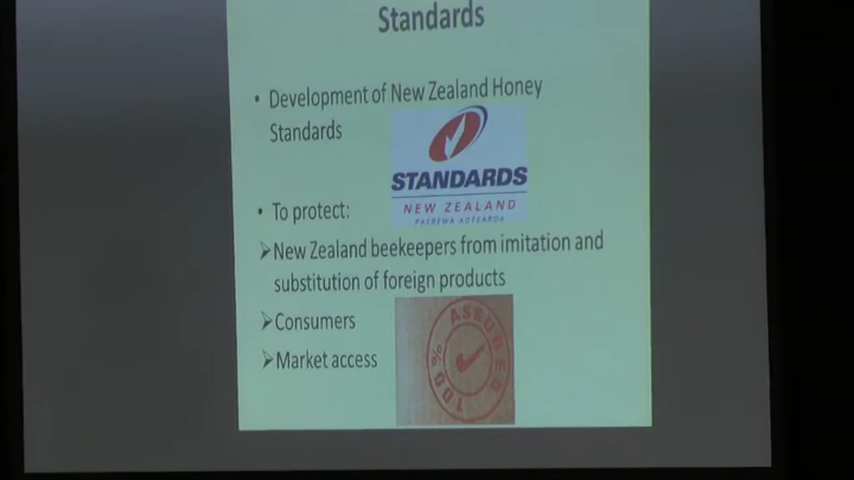 Standards
• Development of New Zealand Honey
Standards
STANDARDS
NEW ZEALAND
PAEREWA AOTEAROA
• To protect:
➢New Zealand beekeepers from imitation and
substitution of foreign products
➢Consumers
➢Market access
100% ASSURED